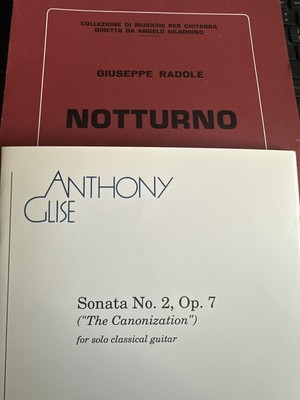 COLLEZIONE DI MUSICHE PER CHITARRA
DIRETTA DA ANGELO GILARDINO
GIUSEPPE RADOLE
NOTTURNO
ANTHONY
GLISE
Sonata No. 2, Op. 7
("The Canonization")
for solo classical guitar